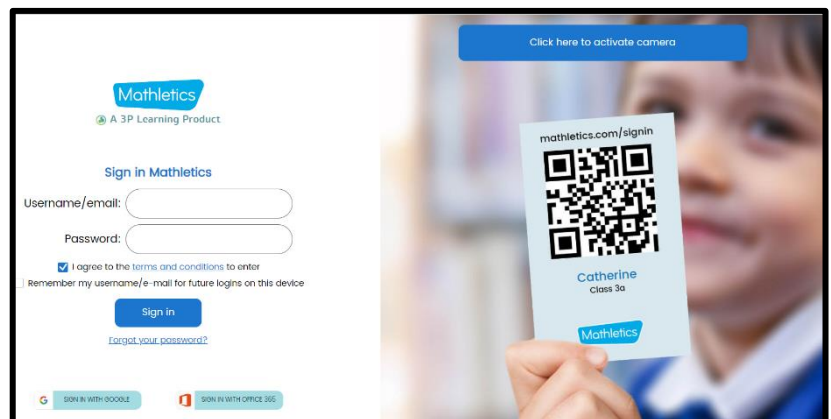 Mathletics
A 3P Learning Product
Sign in Mathletics
Username/email:
Password:
I agree to the terms and conditions to enter
Remember my username/e-mail for future logins on this device
Sign in
Forgot your password?
SIGN IN WITH GOOGLE
SIGN IN WITH OFFICE 365
Click here to activate camera
mathletics.com/signin
Catherine
Class 3a
Mathletics